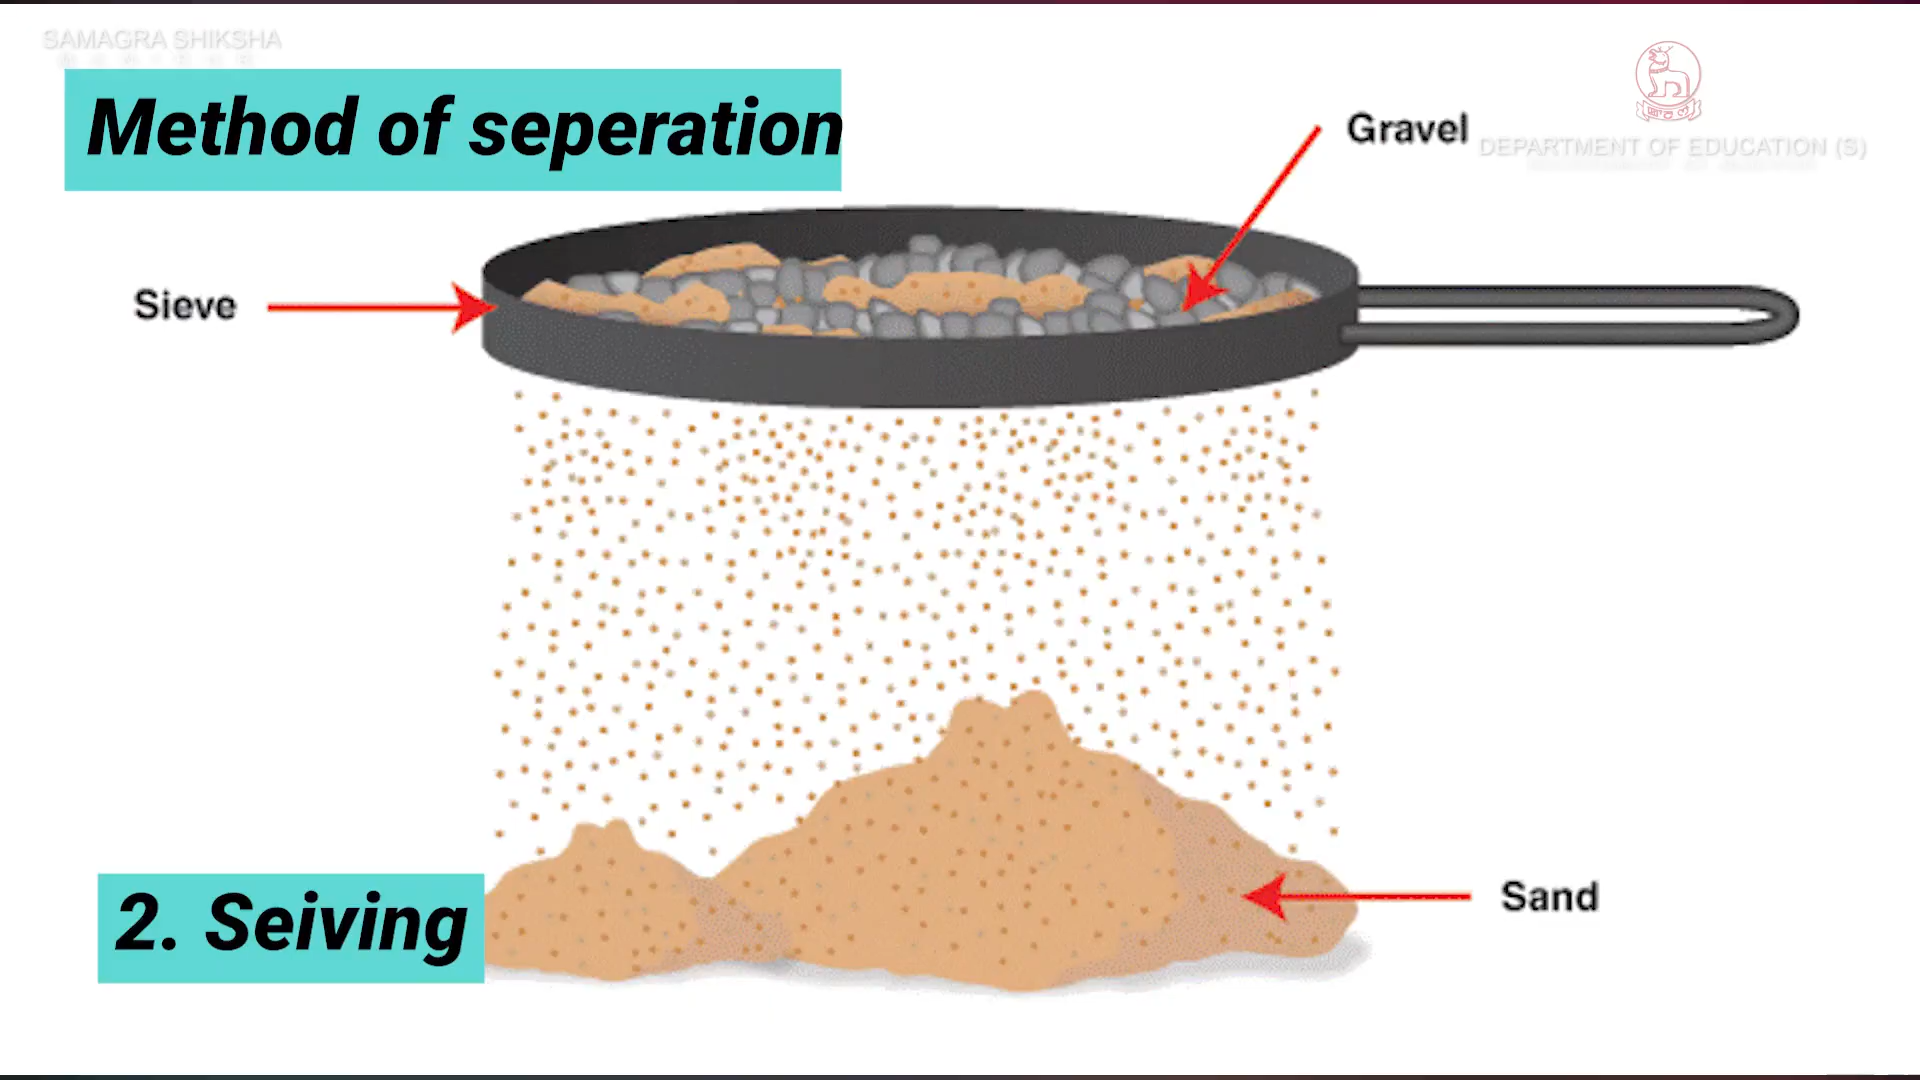 SAMAGRA SHIKSHA
Method of seperation
Gravel
DEPARTMENT OF EDUCATION (S)
Sieve
Sand
2. Seiving